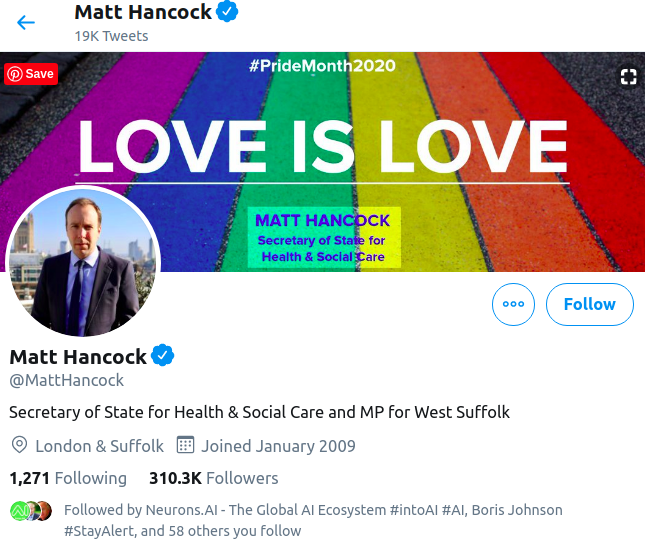 Matt Hancock
19K Tweets
#PrideMonth2020
Save
LOVE IS LOVE
MATT HANCOCK
Secretary of State for
Health & Social Care
Follow
Matt Hancock
@MattHancock
Secretary of State for Health & Social Care and MP for West Suffolk
London & Suffolk Joined January 2009
1,271 Following 310.3K Followers
Followed by Neurons.AI - The Global AI Ecosystem #intoAI #AI, Boris Johnson
#StayAlert, and 58 others you follow